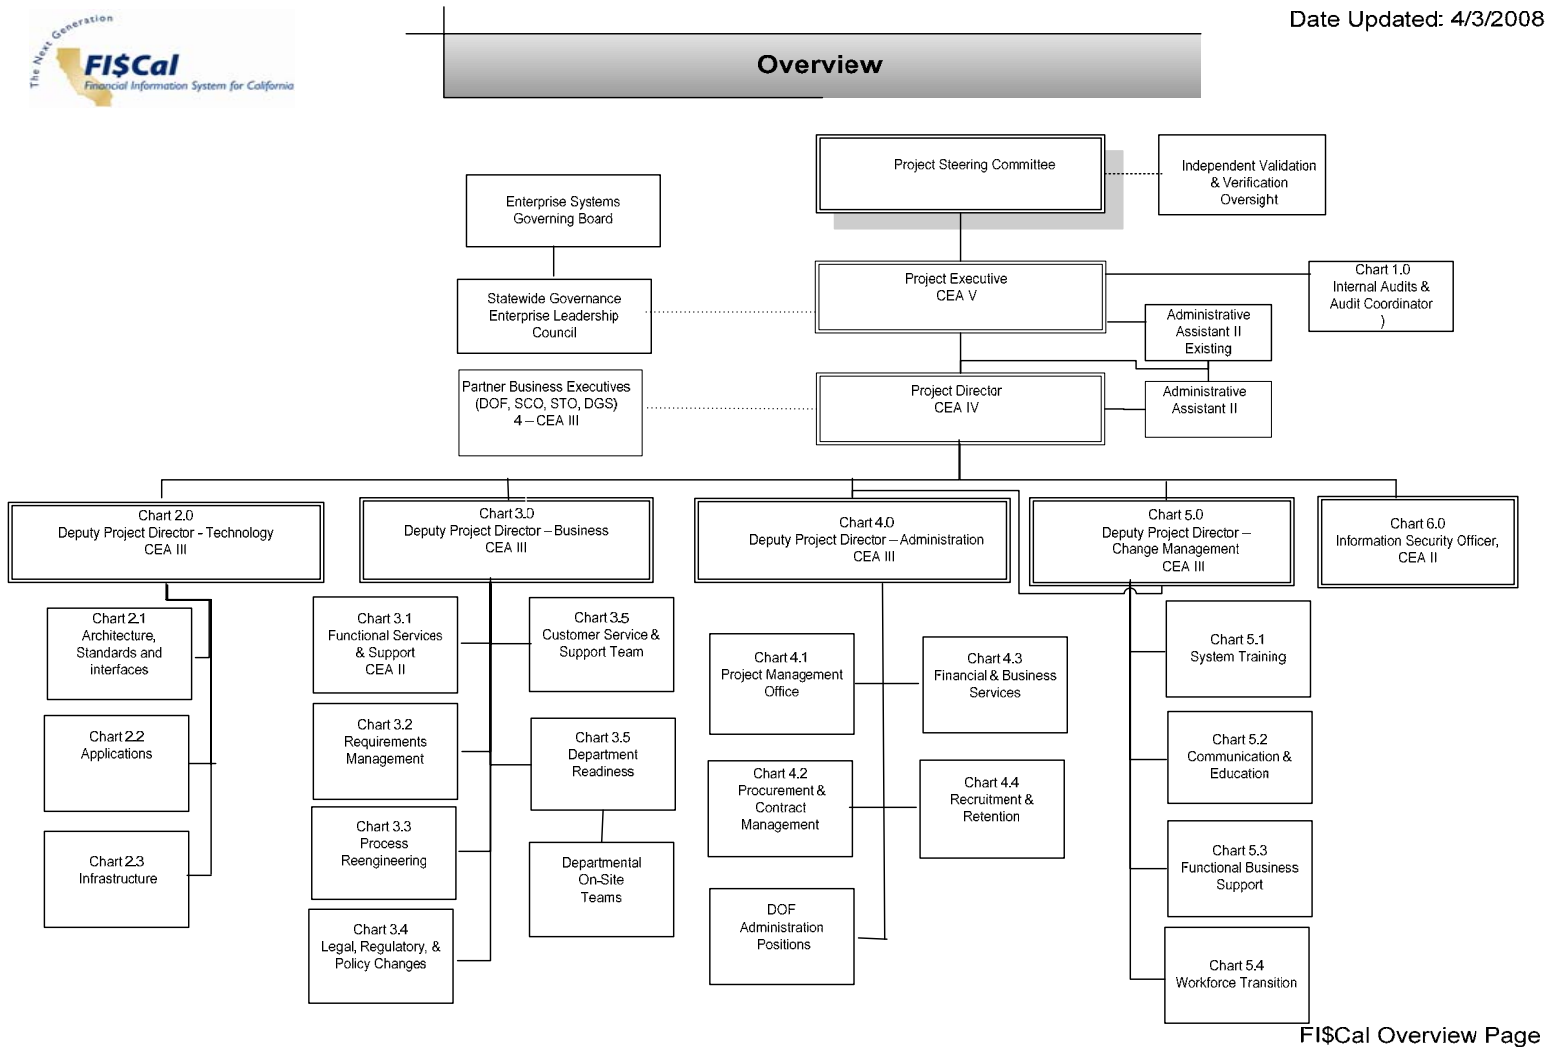 The Next Generation
FI$Cal
Financial Information System for California
Overview
Date Updated: 4/3/2008
Project Steering Committee
Independent Validation
& Verification
Oversight
Enterprise Systems
Governing Board
Project Executive
CEA V
Chart 1.0
Internal Audits &
Audit Coordinator
)
Statewide Governance
Enterprise Leadership
Council
Administrative
Assistant II
Existing
Partner Business Executives
(DOF, SCO, STO, DGS)
4 – CEA III
Project Director
CEA IV
Administrative
Assistant II
Chart 2.0
Deputy Project Director - Technology
CEA III
Chart 3.0
Deputy Project Director – Business
CEA III
Chart 4.0
Deputy Project Director – Administration
CEA III
Chart 5.0
Deputy Project Director –
Change Management
CEA III
Chart 6.0
Information Security Officer,
CEA II
Chart 2.1
Architecture,
Standards and
interfaces
Chart 2.2
Applications
Chart 2.3
Infrastructure
Chart 3.1
Functional Services
& Support
CEA II
Chart 3.2
Requirements
Management
Chart 3.3
Process
Reengineering
Chart 3.4
Legal, Regulatory, &
Policy Changes
Chart 3.5
Customer Service &
Support Team
Chart 3.5
Department
Readiness
Departmental
On-Site
Teams
Chart 4.1
Project Management
Office
Chart 4.2
Procurement &
Contract
Management
DOF
Administration
Positions
Chart 4.3
Financial & Business
Services
Chart 4.4
Recruitment &
Retention
Chart 5.1
System Training
Chart 5.2
Communication &
Education
Chart 5.3
Functional Business
Support
Chart 5.4
Workforce Transition
FI$Cal Overview Page